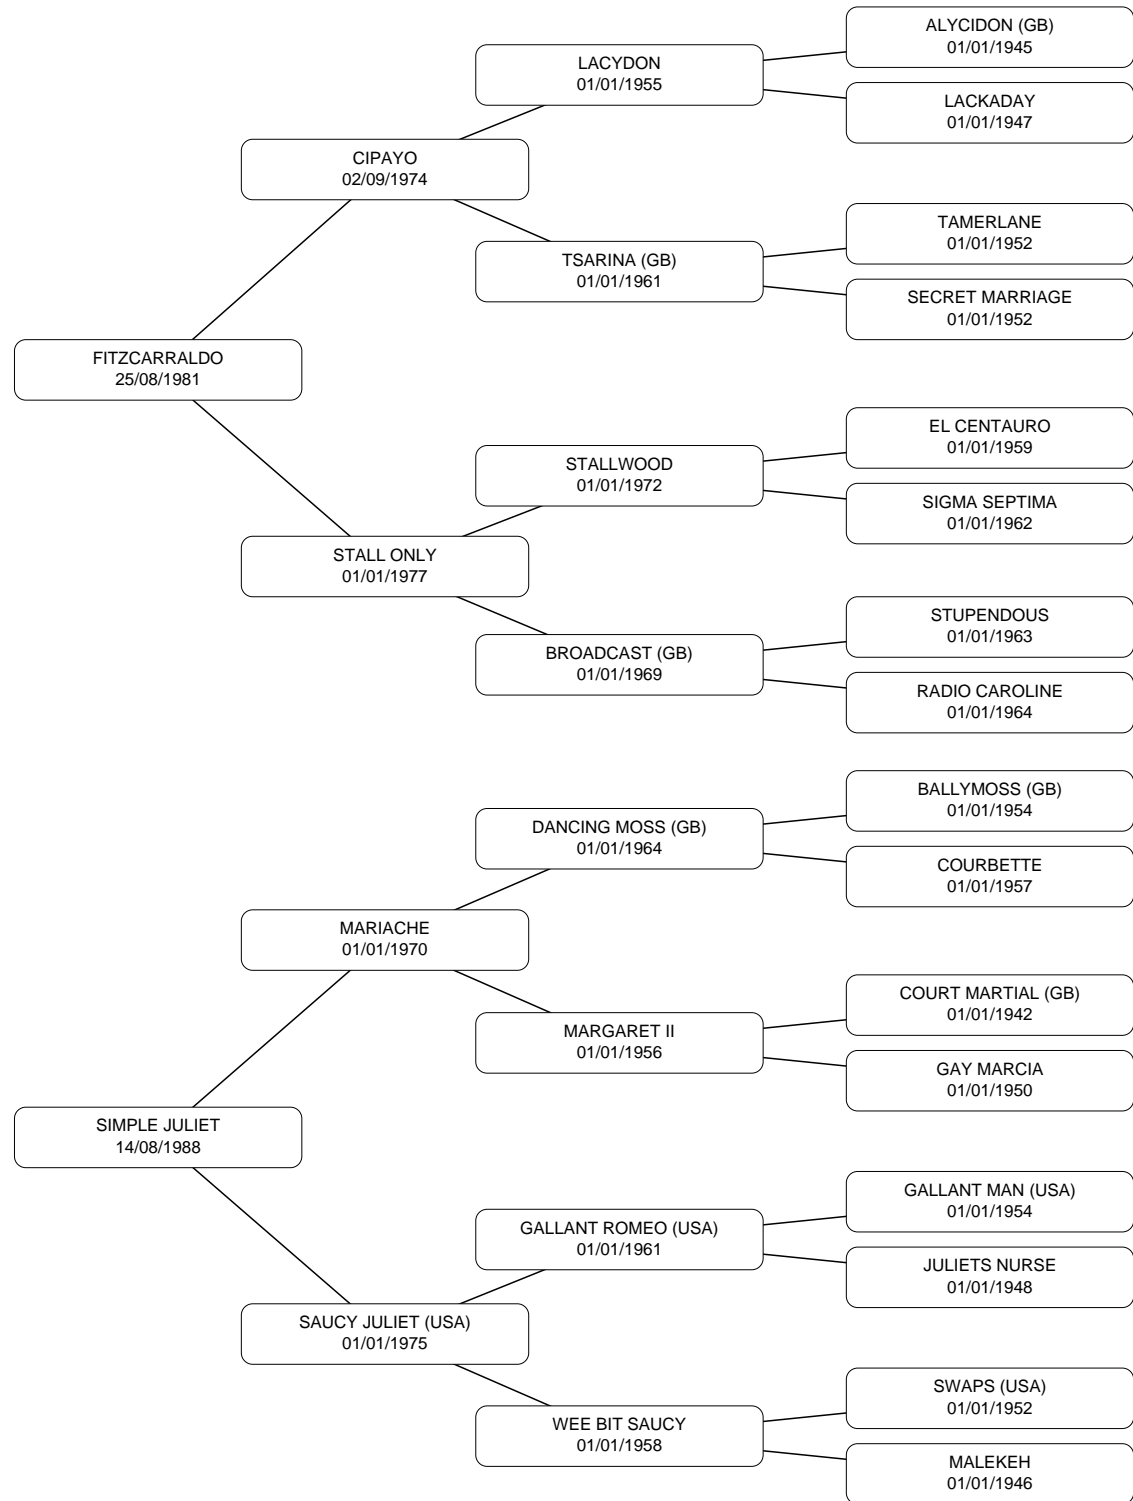 ALYCIDON (GB)
01/01/1945
LACYDON
01/01/1955
LACKADAY
01/01/1947
CIPAYO
02/09/1974
TAMERLANE
01/01/1952
TSARINA (GB)
01/01/1961
SECRET MARRIAGE
01/01/1952
FITZCARRALDO
25/08/1981
EL CENTAURO
01/01/1959
STALLWOOD
01/01/1972
SIGMA SEPTIMA
01/01/1962
STALL ONLY
01/01/1977
STUPENDOUS
01/01/1963
BROADCAST (GB)
01/01/1969
RADIO CAROLINE
01/01/1964
BALLYMOSS (GB)
01/01/1954
DANCING MOSS (GB)
01/01/1964
COURBETTE
01/01/1957
MARIACHE
01/01/1970
COURT MARTIAL (GB)
01/01/1942
MARGARET II
01/01/1956
GAY MARCIA
01/01/1950
SIMPLE JULIET
14/08/1988
GALLANT MAN (USA)
01/01/1954
GALLANT ROMEO (USA)
01/01/1961
JULIETS NURSE
01/01/1948
SAUCY JULIET (USA)
01/01/1975
SWAPS (USA)
01/01/1952
WEE BIT SAUCY
01/01/1958
MALEKEH
01/01/1946